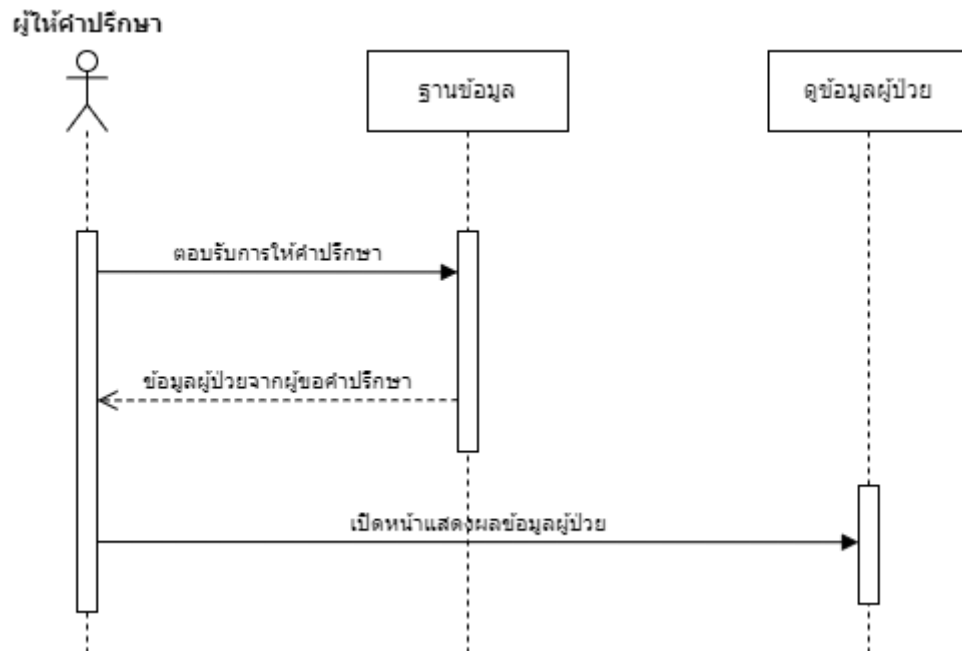 ผู้ให้คำปรึกษา
ฐานข้อมูล
ดูข้อมูลผู้ป่วย
ตอบรับการให้คำปรึกษา
ข้อมูลผู้ป่วยจากผู้ขอคำปรึกษา
เปิดหน้าแสดงผลข้อมูลผู้ป่วย